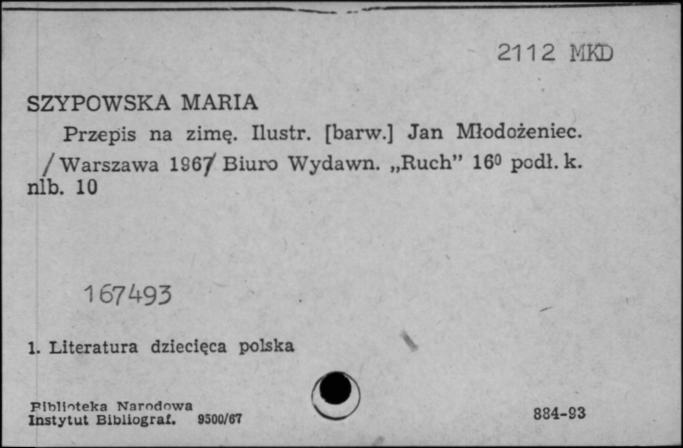 2112 MKD
SZYPOWSKA MARIA
Przepis na zimę. Ilustr. [barw.] Jan Młodożeniec.
/Warszawa 1967/ Biuro Wydawn. „Ruch” 16⁰ podł. k.
nlb. 10
167493
1. Literatura dziecięca polska
Biblioteka Narodowa
Instytut Bibliograf. 9500/67
884-93